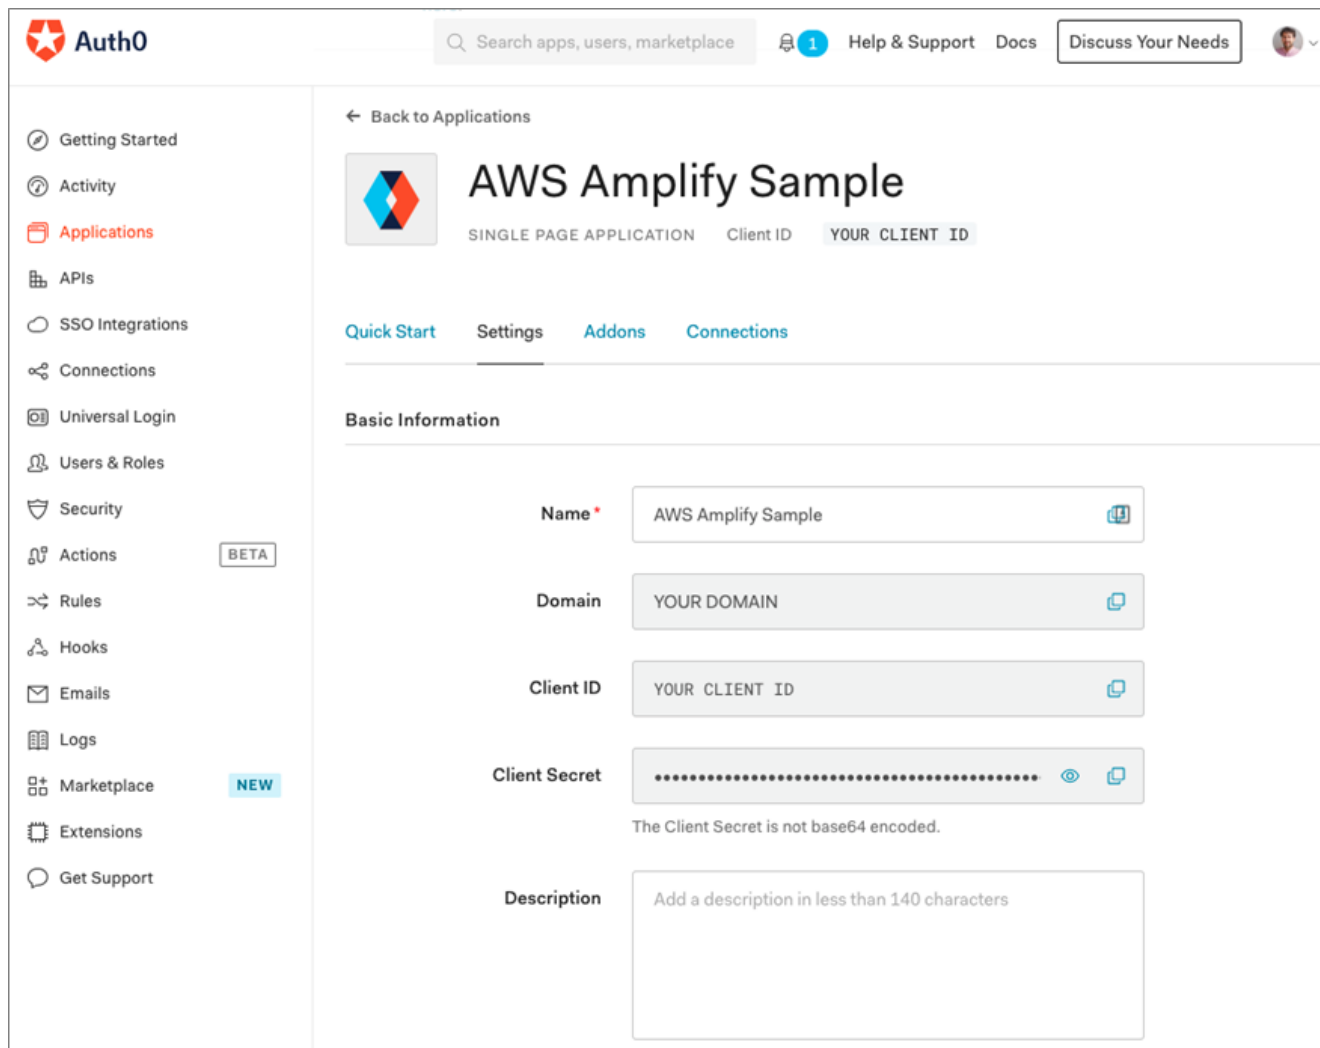 Auth0
Search apps, users, marketplace
1
Help & Support
Docs
Discuss Your Needs
Getting Started
Activity
Applications
APIs
SSO Integrations
Connections
Universal Login
Users & Roles
Security
Actions BETA
Rules
Hooks
Emails
Logs
Marketplace NEW
Extensions
Get Support
← Back to Applications
AWS Amplify Sample
SINGLE PAGE APPLICATION Client ID YOUR CLIENT ID
Quick Start Settings Addons Connections
Basic Information
Name* AWS Amplify Sample
Domain YOUR DOMAIN
Client ID YOUR CLIENT ID
Client Secret ••••••••••••••••••••••••••••••••••••••••••••
The Client Secret is not base64 encoded.
Description Add a description in less than 140 characters